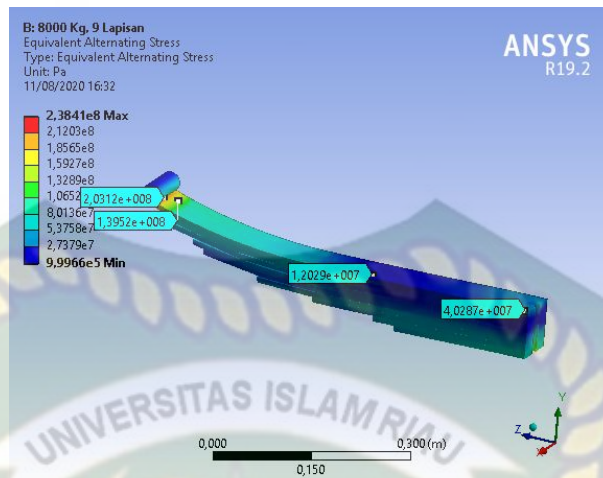 B: 8000 Kg, 9 Lapisan
Equivalent Alternating Stress
Type: Equivalent Alternating Stress
Unit: Pa
11/08/2020 16:32
ANSYS
R19.2
2,3841e8 Max
2,1203e8
1,8565e8
1,5927e8
1,3289e8
1,0652
8,0136e7
5,3758e7
2,7379e7
9,9966e5 Min
2,0312e+008
1,3952e+008
1,2029e+007
4,0287e+007
UNIVERSITAS ISLAM RIAU
0,000
0,300 (m)
0,150
Y
Z
X